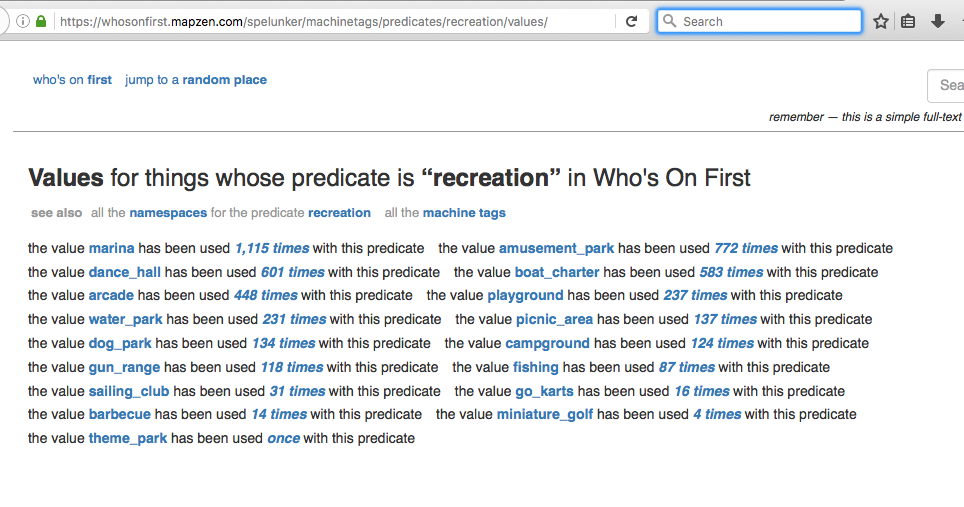 https://whosonfirst.mapzen.com/spelunker/machinetags/predicates/recreation/values/ Search
who's on first jump to a random place
Sea
remember — this is a simple full-text
Values for things whose predicate is “recreation” in Who's On First
see also all the namespaces for the predicate recreation all the machine tags
the value marina has been used 1,115 times with this predicate the value amusement_park has been used 772 times with this predicate
the value dance_hall has been used 601 times with this predicate the value boat_charter has been used 583 times with this predicate
the value arcade has been used 448 times with this predicate the value playground has been used 237 times with this predicate
the value water_park has been used 231 times with this predicate the value picnic_area has been used 137 times with this predicate
the value dog_park has been used 134 times with this predicate the value campground has been used 124 times with this predicate
the value gun_range has been used 118 times with this predicate the value fishing has been used 87 times with this predicate
the value sailing_club has been used 31 times with this predicate the value go_karts has been used 16 times with this predicate
the value barbecue has been used 14 times with this predicate the value miniature_golf has been used 4 times with this predicate
the value theme_park has been used once with this predicate